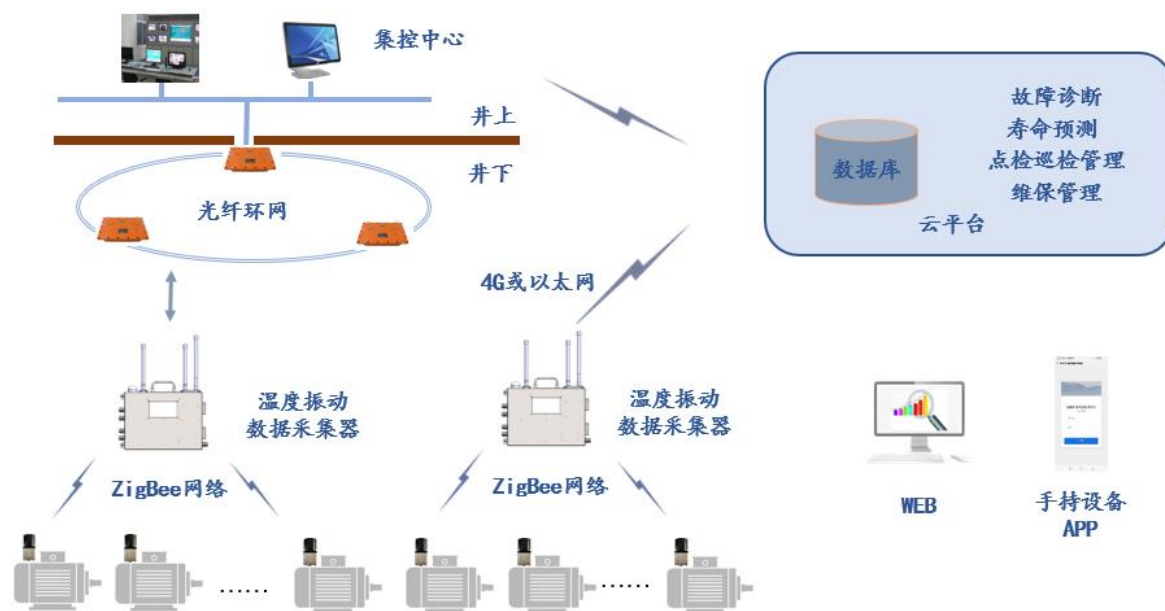 集控中心
井上
井下
光纤环网
故障诊断
寿命预测
点检巡检管理
维保管理
数据库
云平台
4G或以太网
温度振动
数据采集器
温度振动
数据采集器
ZigBee网络
ZigBee网络
WEB
手持设备
APP
......
......